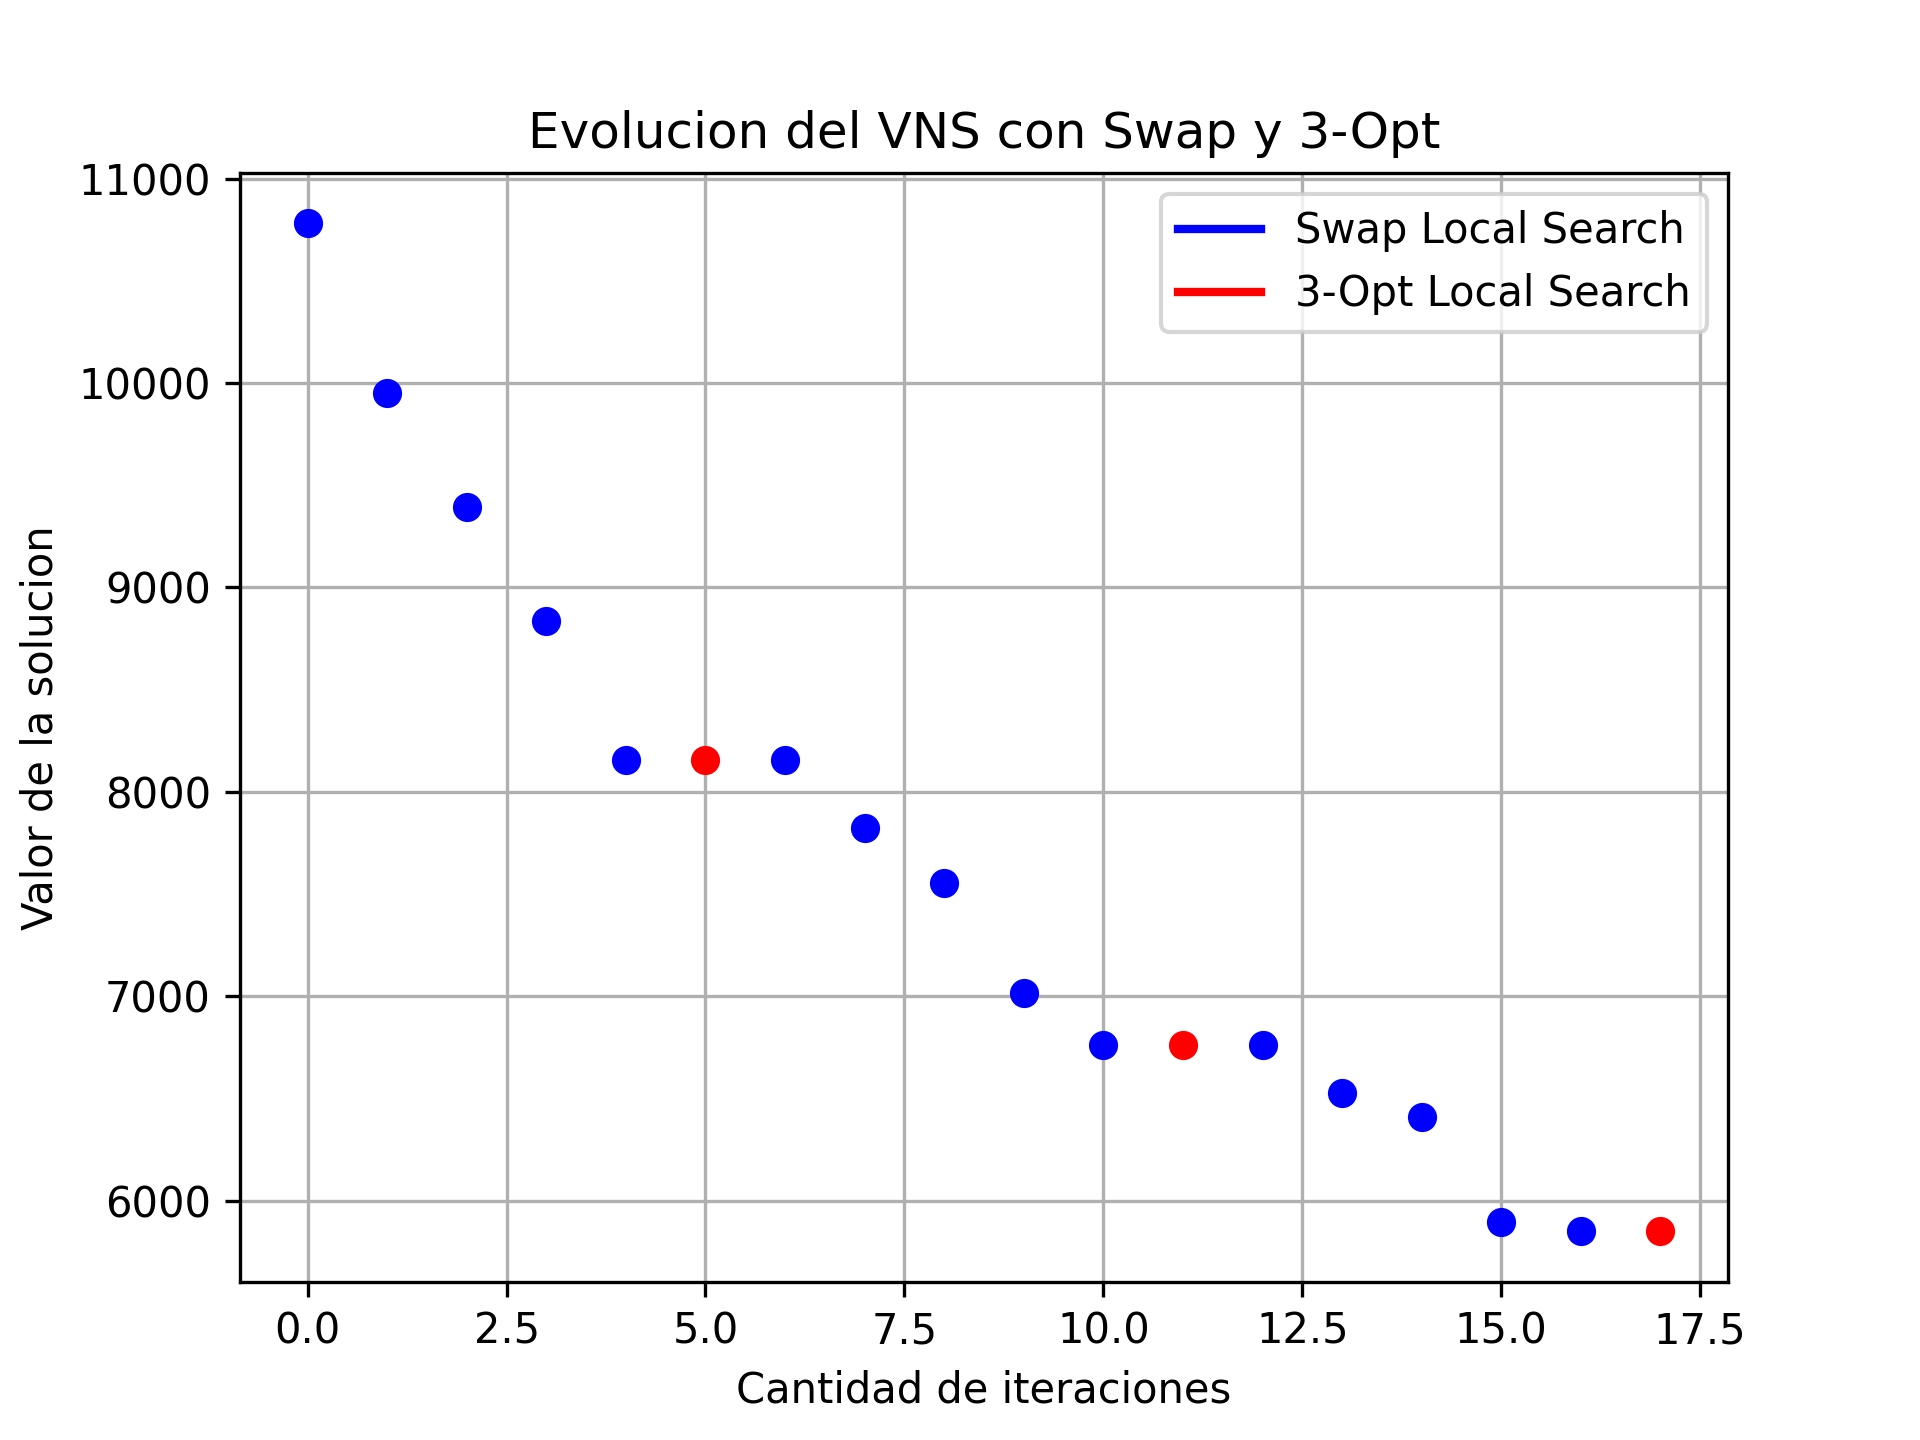 Evolucion del VNS con Swap y 3-Opt
Swap Local Search
3-Opt Local Search
11000
10000
9000
8000
7000
6000
Valor de la solucion
0.0 2.5 5.0 7.5 10.0 12.5 15.0 17.5
Cantidad de iteraciones